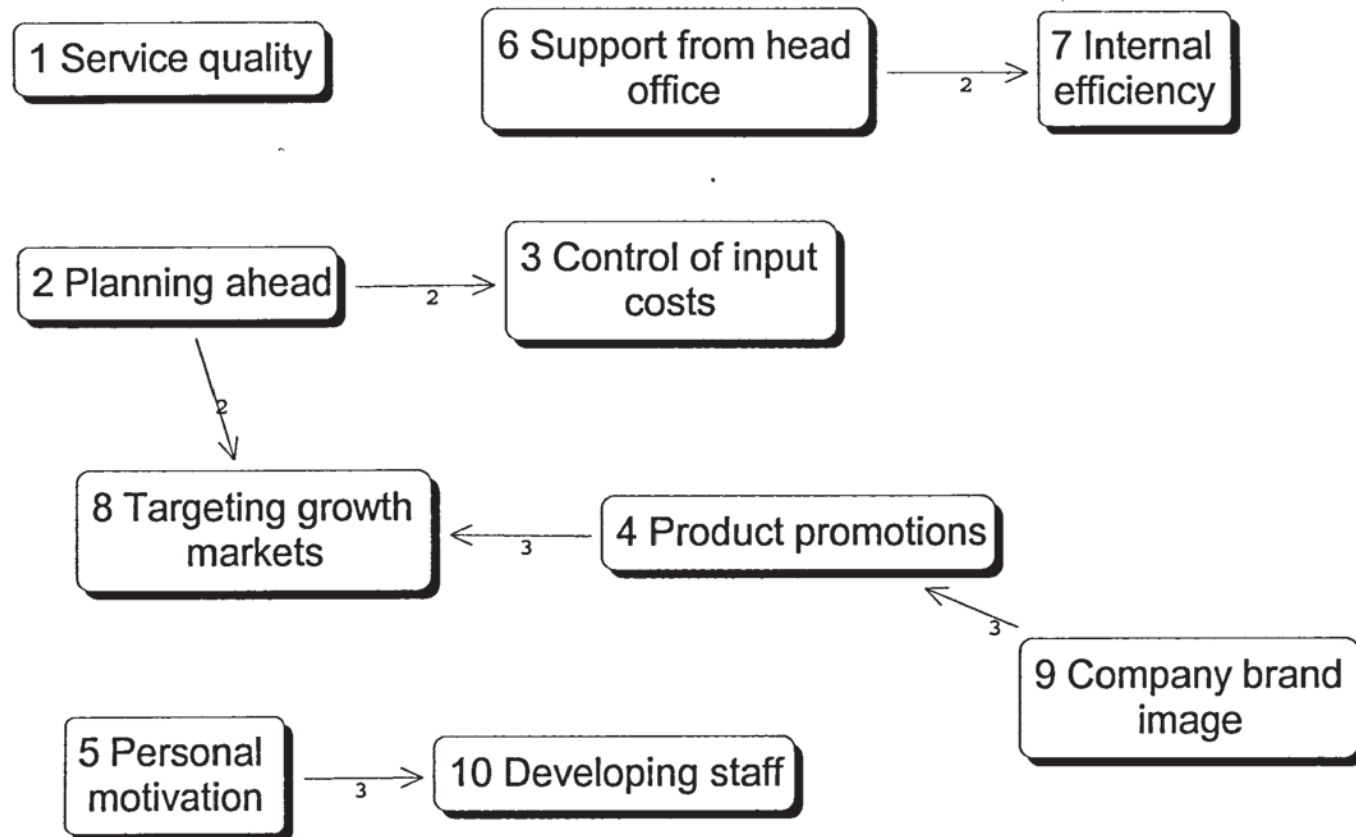 1 Service quality
6 Support from head
office
2
7 Internal
efficiency
2 Planning ahead
2
3 Control of input
costs
2
8 Targeting growth
markets
3
4 Product promotions
3
9 Company brand
image
5 Personal
motivation
3
10 Developing staff